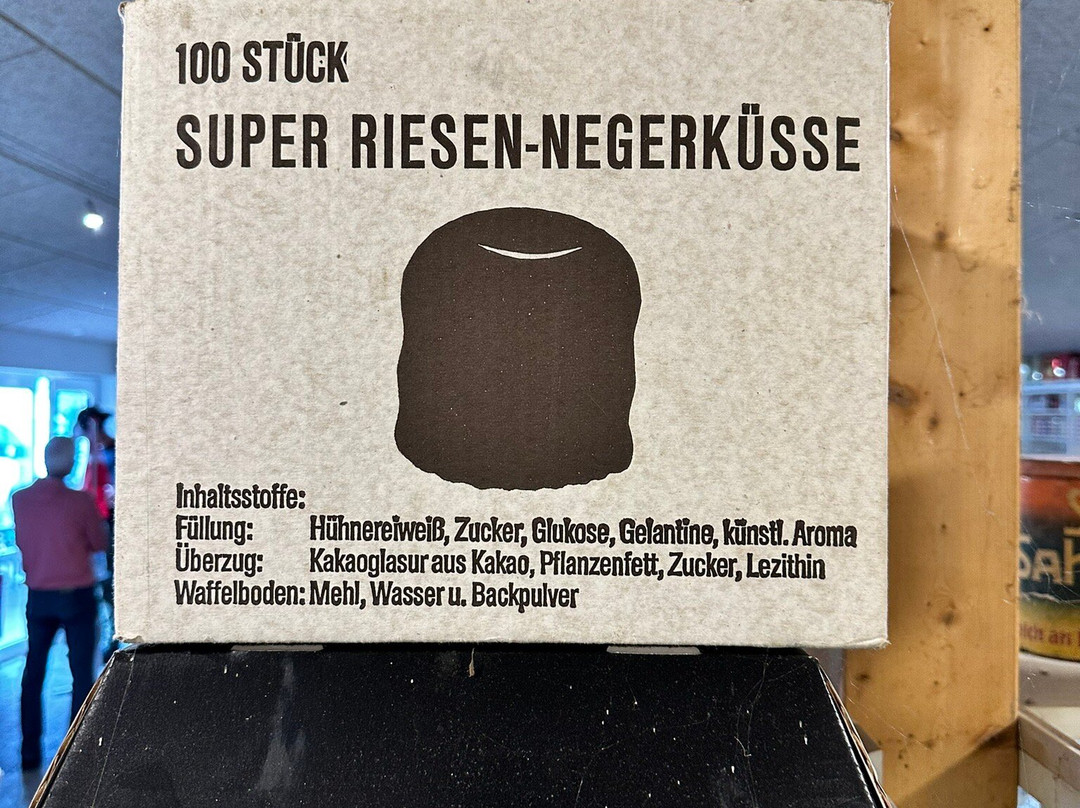 100 STÜCK
SUPER RIESEN-NEGERKÜSSE
Inhaltsstoffe:
Füllung: Hühnereiweiß, Zucker, Glukose, Gelantine, künstl. Aroma
Überzug: Kakaoglasur aus Kakao, Pflanzenfett, Zucker, Lezithin
Waffelboden: Mehl, Wasser u. Backpulver